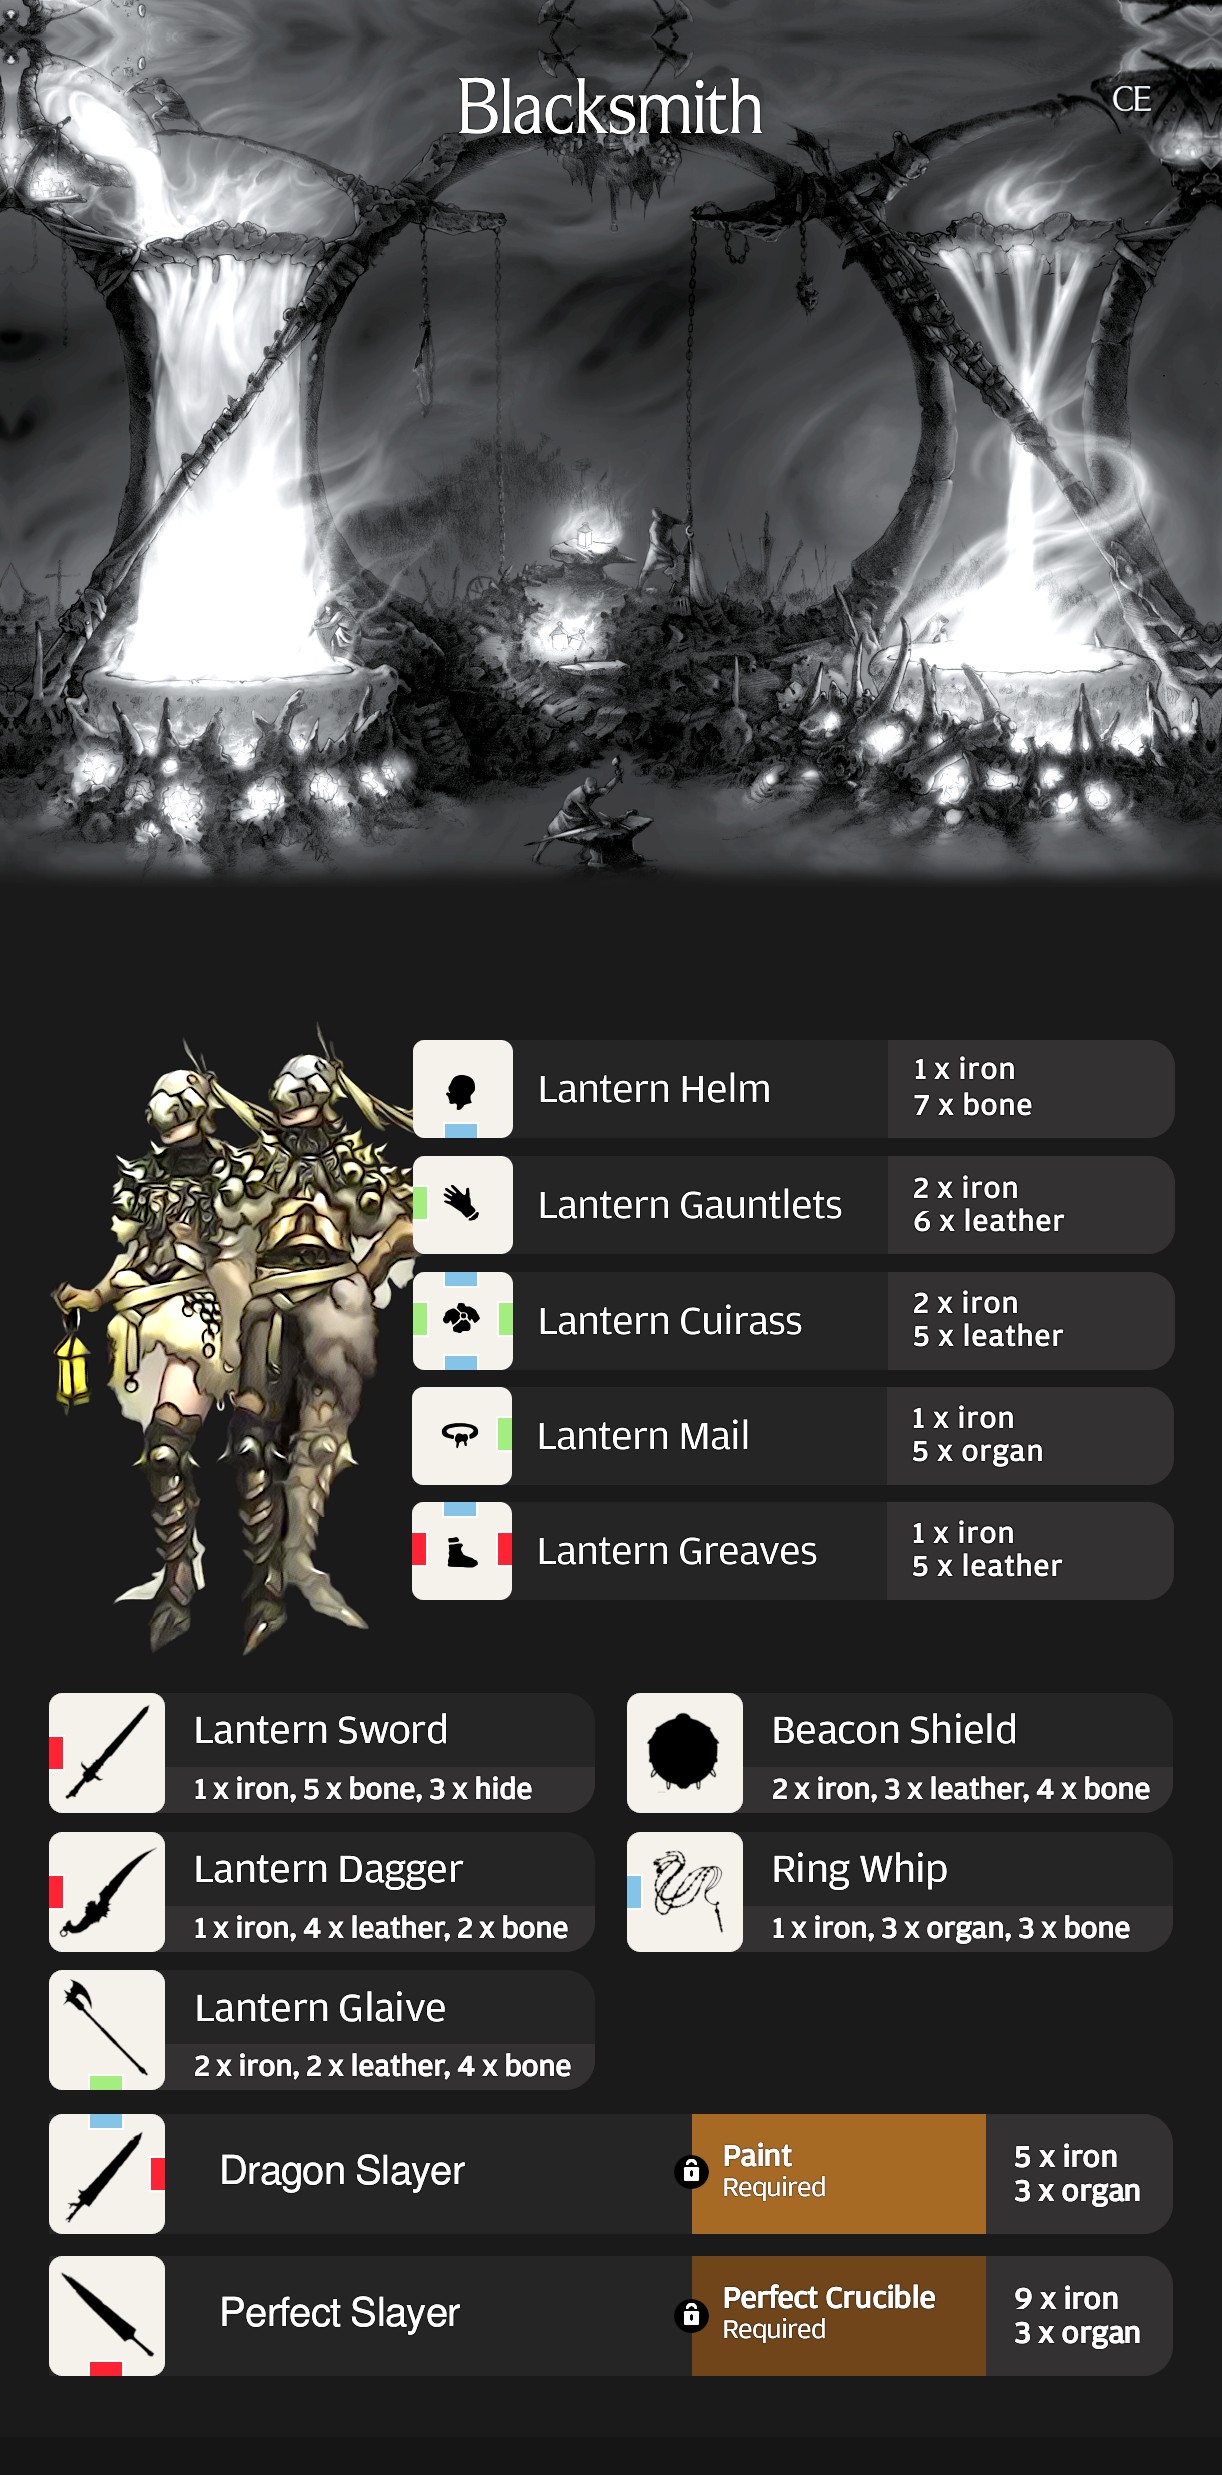 Blacksmith
CE
Lantern Helm
1 x iron
7 x bone
Lantern Gauntlets
2 x iron
6 x leather
Lantern Cuirass
2 x iron
5 x leather
Lantern Mail
1 x iron
5 x organ
Lantern Greaves
1 x iron
5 x leather
Lantern Sword
1 x iron, 5 x bone, 3 x hide
Beacon Shield
2 x iron, 3 x leather, 4 x bone
Lantern Dagger
1 x iron, 4 x leather, 2 x bone
Ring Whip
1 x iron, 3 x organ, 3 x bone
Lantern Glaive
2 x iron, 2 x leather, 4 x bone
Dragon Slayer
Paint
Required
5 x iron
3 x organ
Perfect Slayer
Perfect Crucible
Required
9 x iron
3 x organ